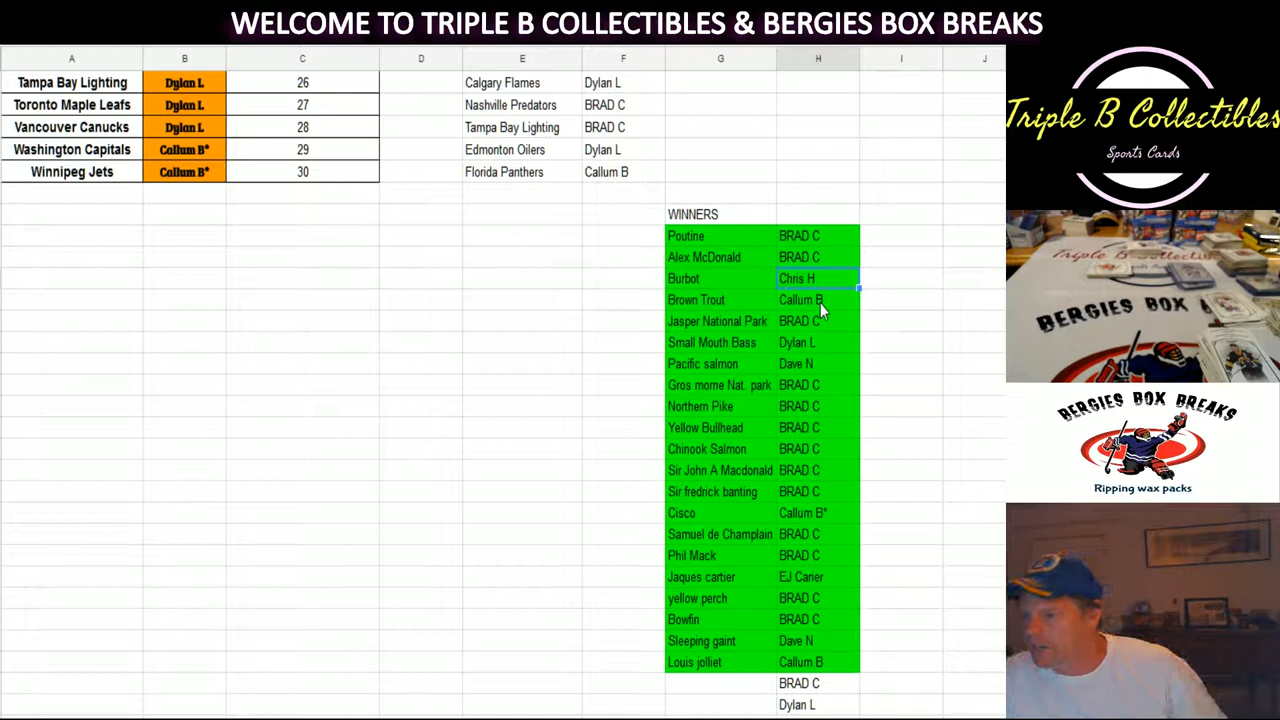 WELCOME TO TRIPLE B COLLECTIBLES & BERGIES BOX BREAKS
A B C D E F G H I J
Tampa Bay Lighting Dylan L 26 Calgary Flames Dylan L
Toronto Maple Leafs Dylan L 27 Nashville Predators BRAD C
Vancouver Canucks Dylan L 28 Tampa Bay Lighting BRAD C
Washington Capitals Callum B* 29 Edmonton Oilers Dylan L
Winnipeg Jets Callum B* 30 Florida Panthers Callum B
WINNERS
Poutine BRAD C
Alex McDonald BRAD C
Burbot Chris H
Brown Trout Callum B
Jasper National Park BRAD C
Small Mouth Bass Dylan L
Pacific salmon Dave N
Gros morne Nat. park BRAD C
Northern Pike BRAD C
Yellow Bullhead BRAD C
Chinook Salmon BRAD C
Sir John A Macdonald BRAD C
Sir fredrick banting BRAD C
Cisco Callum B*
Samuel de Champlain BRAD C
Phil Mack BRAD C
Jaques cartier EJ Carier
yellow perch BRAD C
Bowfin BRAD C
Sleeping gaint Dave N
Louis jolliet Callum B
BRAD C
Dylan L
Triple B Collectibles
Sports Cards
Triple B Collectibles
BERGIES BOX
BERGIES BOX BREAKS
Ripping wax packs